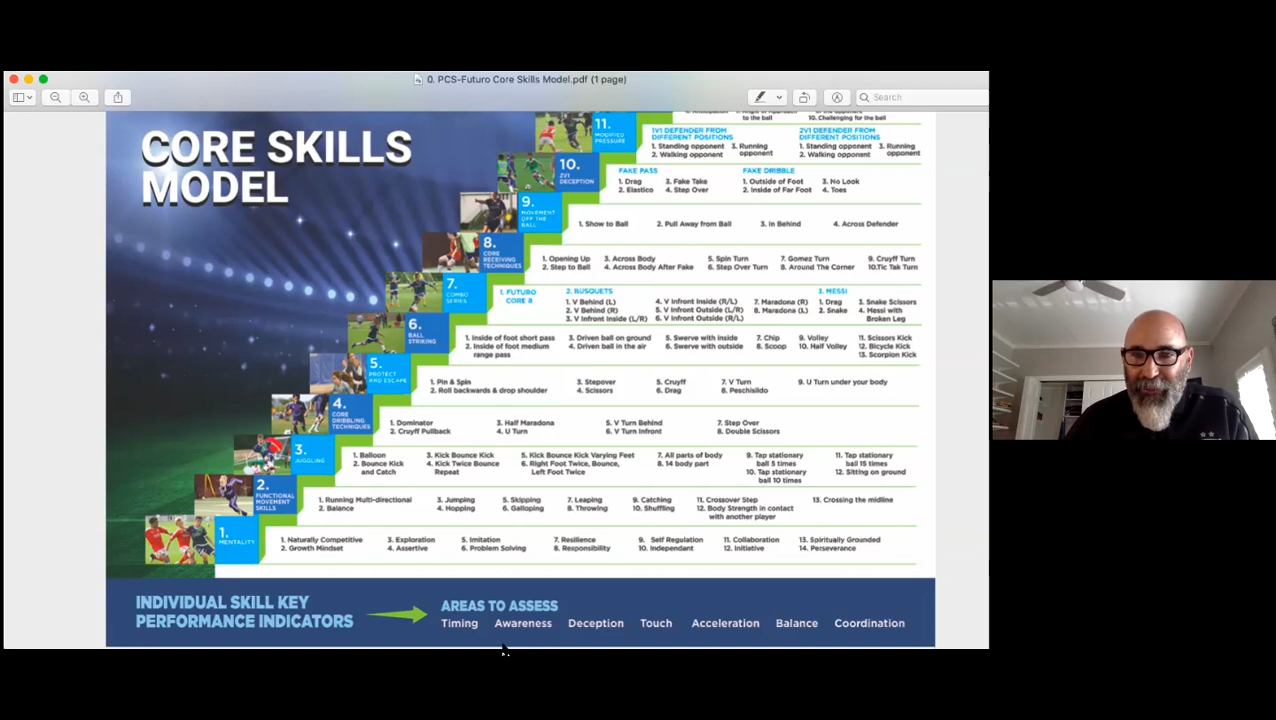 0. PCS-Futuro Core Skills Model.pdf (1 page)
Search
CORE SKILLS
MODEL
to the ball
10. Challenging for the ball
11.
MODIFIED
PRESSURE
1V1 DEFENDER FROM
DIFFERENT POSITIONS
1. Standing opponent
2. Walking opponent
3. Running
opponent
2V1 DEFENDER FROM
DIFFERENT POSITIONS
1. Standing opponent
2. Walking opponent
3. Running
opponent
10.
2V1
DECEPTION
FAKE PASS
1. Drag
2. Elastico
3. Fake Take
4. Step Over
FAKE DRIBBLE
1. Outside of Foot
2. Inside of Far Foot
3. No Look
4. Toes
9.
MOVEMENT
OFF THE
BALL
1. Show to Ball
2. Pull Away from Ball
3. In Behind
4. Across Defender
8.
CORE
RECEIVING
TECHNIQUES
1. Opening Up
2. Step to Ball
3. Across Body
4. Across Body After Fake
5. Spin Turn
6. Step Over Turn
7. Gomez Turn
8. Around The Corner
9. Cruyff Turn
10.Tic Tak Turn
7.
COMBO
SERIES
1. FUTURO
CORE 8
2. BUSQUETS
1. V Behind (L)
2. V Behind (R)
3. V Infront Inside (L/R)
4. V Infront Inside (R/L)
5. V Infront Outside (L/R)
6. V Infront Outside (R/L)
7. Maradona (R)
8. Maradona (L)
3. MESSI
1. Drag
2. Snake
3. Snake Scissors
4. Messi with
Broken Leg
6.
BALL
STRIKING
1. Inside of foot short pass
2. Inside of foot medium
range pass
3. Driven ball on ground
4. Driven ball in the air
5. Swerve with inside
6. Swerve with outside
7. Chip
8. Scoop
9. Volley
10. Half Volley
11. Scissors Kick
12. Bicycle Kick
13. Scorpion Kick
5.
PROTECT
AND ESCAPE
1. Pin & Spin
2. Roll backwards & drop shoulder
3. Stepover
4. Scissors
5. Cruyff
6. Drag
7. V Turn
8. Peschisildo
9. U Turn under your body
4.
CORE
DRIBBLING
TECHNIQUES
1. Dominator
2. Cruyff Pullback
3. Half Maradona
4. U Turn
5. V Turn Behind
6. V Turn Infront
7. Step Over
8. Double Scissors
3.
JUGGLING
1. Balloon
2. Bounce Kick
and Catch
3. Kick Bounce Kick
4. Kick Twice Bounce
Repeat
5. Kick Bounce Kick Varying Feet
6. Right Foot Twice, Bounce,
Left Foot Twice
7. All parts of body
8. 14 body part
9. Tap stationary
ball 5 times
10. Tap stationary
ball 10 times
11. Tap stationary
ball 15 times
12. Sitting on ground
2.
FUNCTIONAL
MOVEMENT
SKILLS
1. Running Multi-directional
2. Balance
3. Jumping
4. Hopping
5. Skipping
6. Galloping
7. Leaping
8. Throwing
9. Catching
10. Shuffling
11. Crossover Step
12. Body Strength in contact
with another player
13. Crossing the midline
1.
MENTALITY
1. Naturally Competitive
2. Growth Mindset
3. Exploration
4. Assertive
5. Imitation
6. Problem Solving
7. Resilience
8. Responsibility
9. Self Regulation
10. Independant
11. Collaboration
12. Initiative
13. Spiritually Grounded
14. Perseverance
INDIVIDUAL SKILL KEY
PERFORMANCE INDICATORS
AREAS TO ASSESS
Timing Awareness Deception Touch Acceleration Balance Coordination